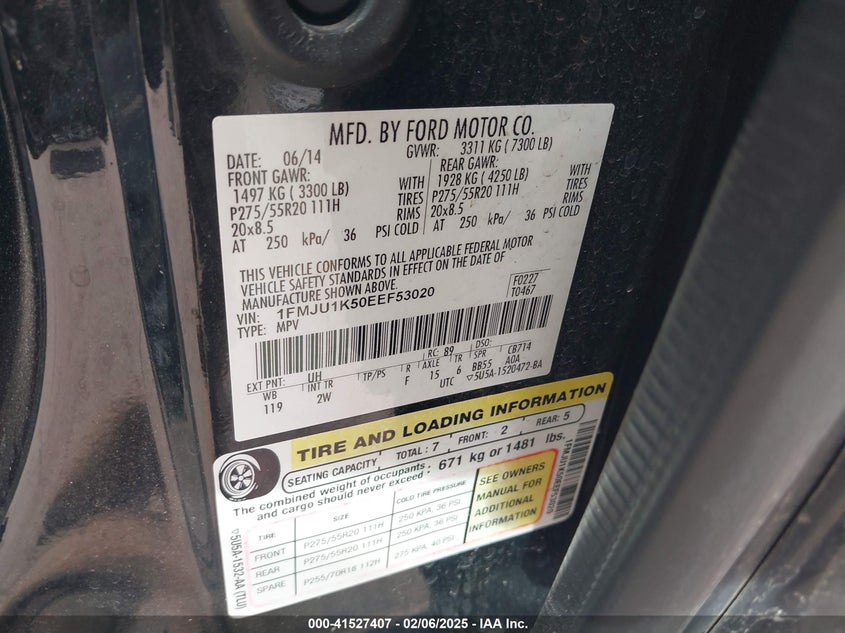 MFD. BY FORD MOTOR CO.
DATE: 06/14 GVWR: 3311 KG ( 7300 LB)
FRONT GAWR: REAR GAWR:
1497 KG ( 3300 LB) WITH 1928 KG ( 4250 LB) WITH
P275/55R20 111H TIRES P275/55R20 111H TIRES
20x8.5 RIMS 20x8.5 RIMS
AT 250 kPa/ 36 PSI COLD AT 250 kPa/ 36 PSI COLD
THIS VEHICLE CONFORMS TO ALL APPLICABLE FEDERAL MOTOR
VEHICLE SAFETY STANDARDS IN EFFECT ON THE DATE OF
MANUFACTURE SHOWN ABOVE.
F0227
T0467
VIN: 1FMJU1K50EEF53020
TYPE: MPV
EXT PNT: UH RC: 89 DSO:
WB INT TR TP/PS R AXLE TR SPR CB714
119 2W F 15 6 BB55 AOA
UTC ▽5U5A-1520472-BA
TIRE AND LOADING INFORMATION
SEATING CAPACITY TOTAL: 7 FRONT: 2 REAR: 5
The combined weight of occupants and cargo should never exceed : 671 kg or 1481 lbs.
TIRE SIZE COLD TIRE PRESSURE
FRONT P275/55R20 111H 250 KPA, 36 PSI
REAR P275/55R20 111H 250 KPA, 36 PSI
SPARE P255/70R18 112H 275 KPA, 40 PSI
SEE OWNERS
MANUAL FOR
ADDITIONAL
INFORMATION
▽5U5A-1532-AA (TLU)
1FMJU1K50EEF53020
000-41527407 - 02/06/2025 - IAA Inc.